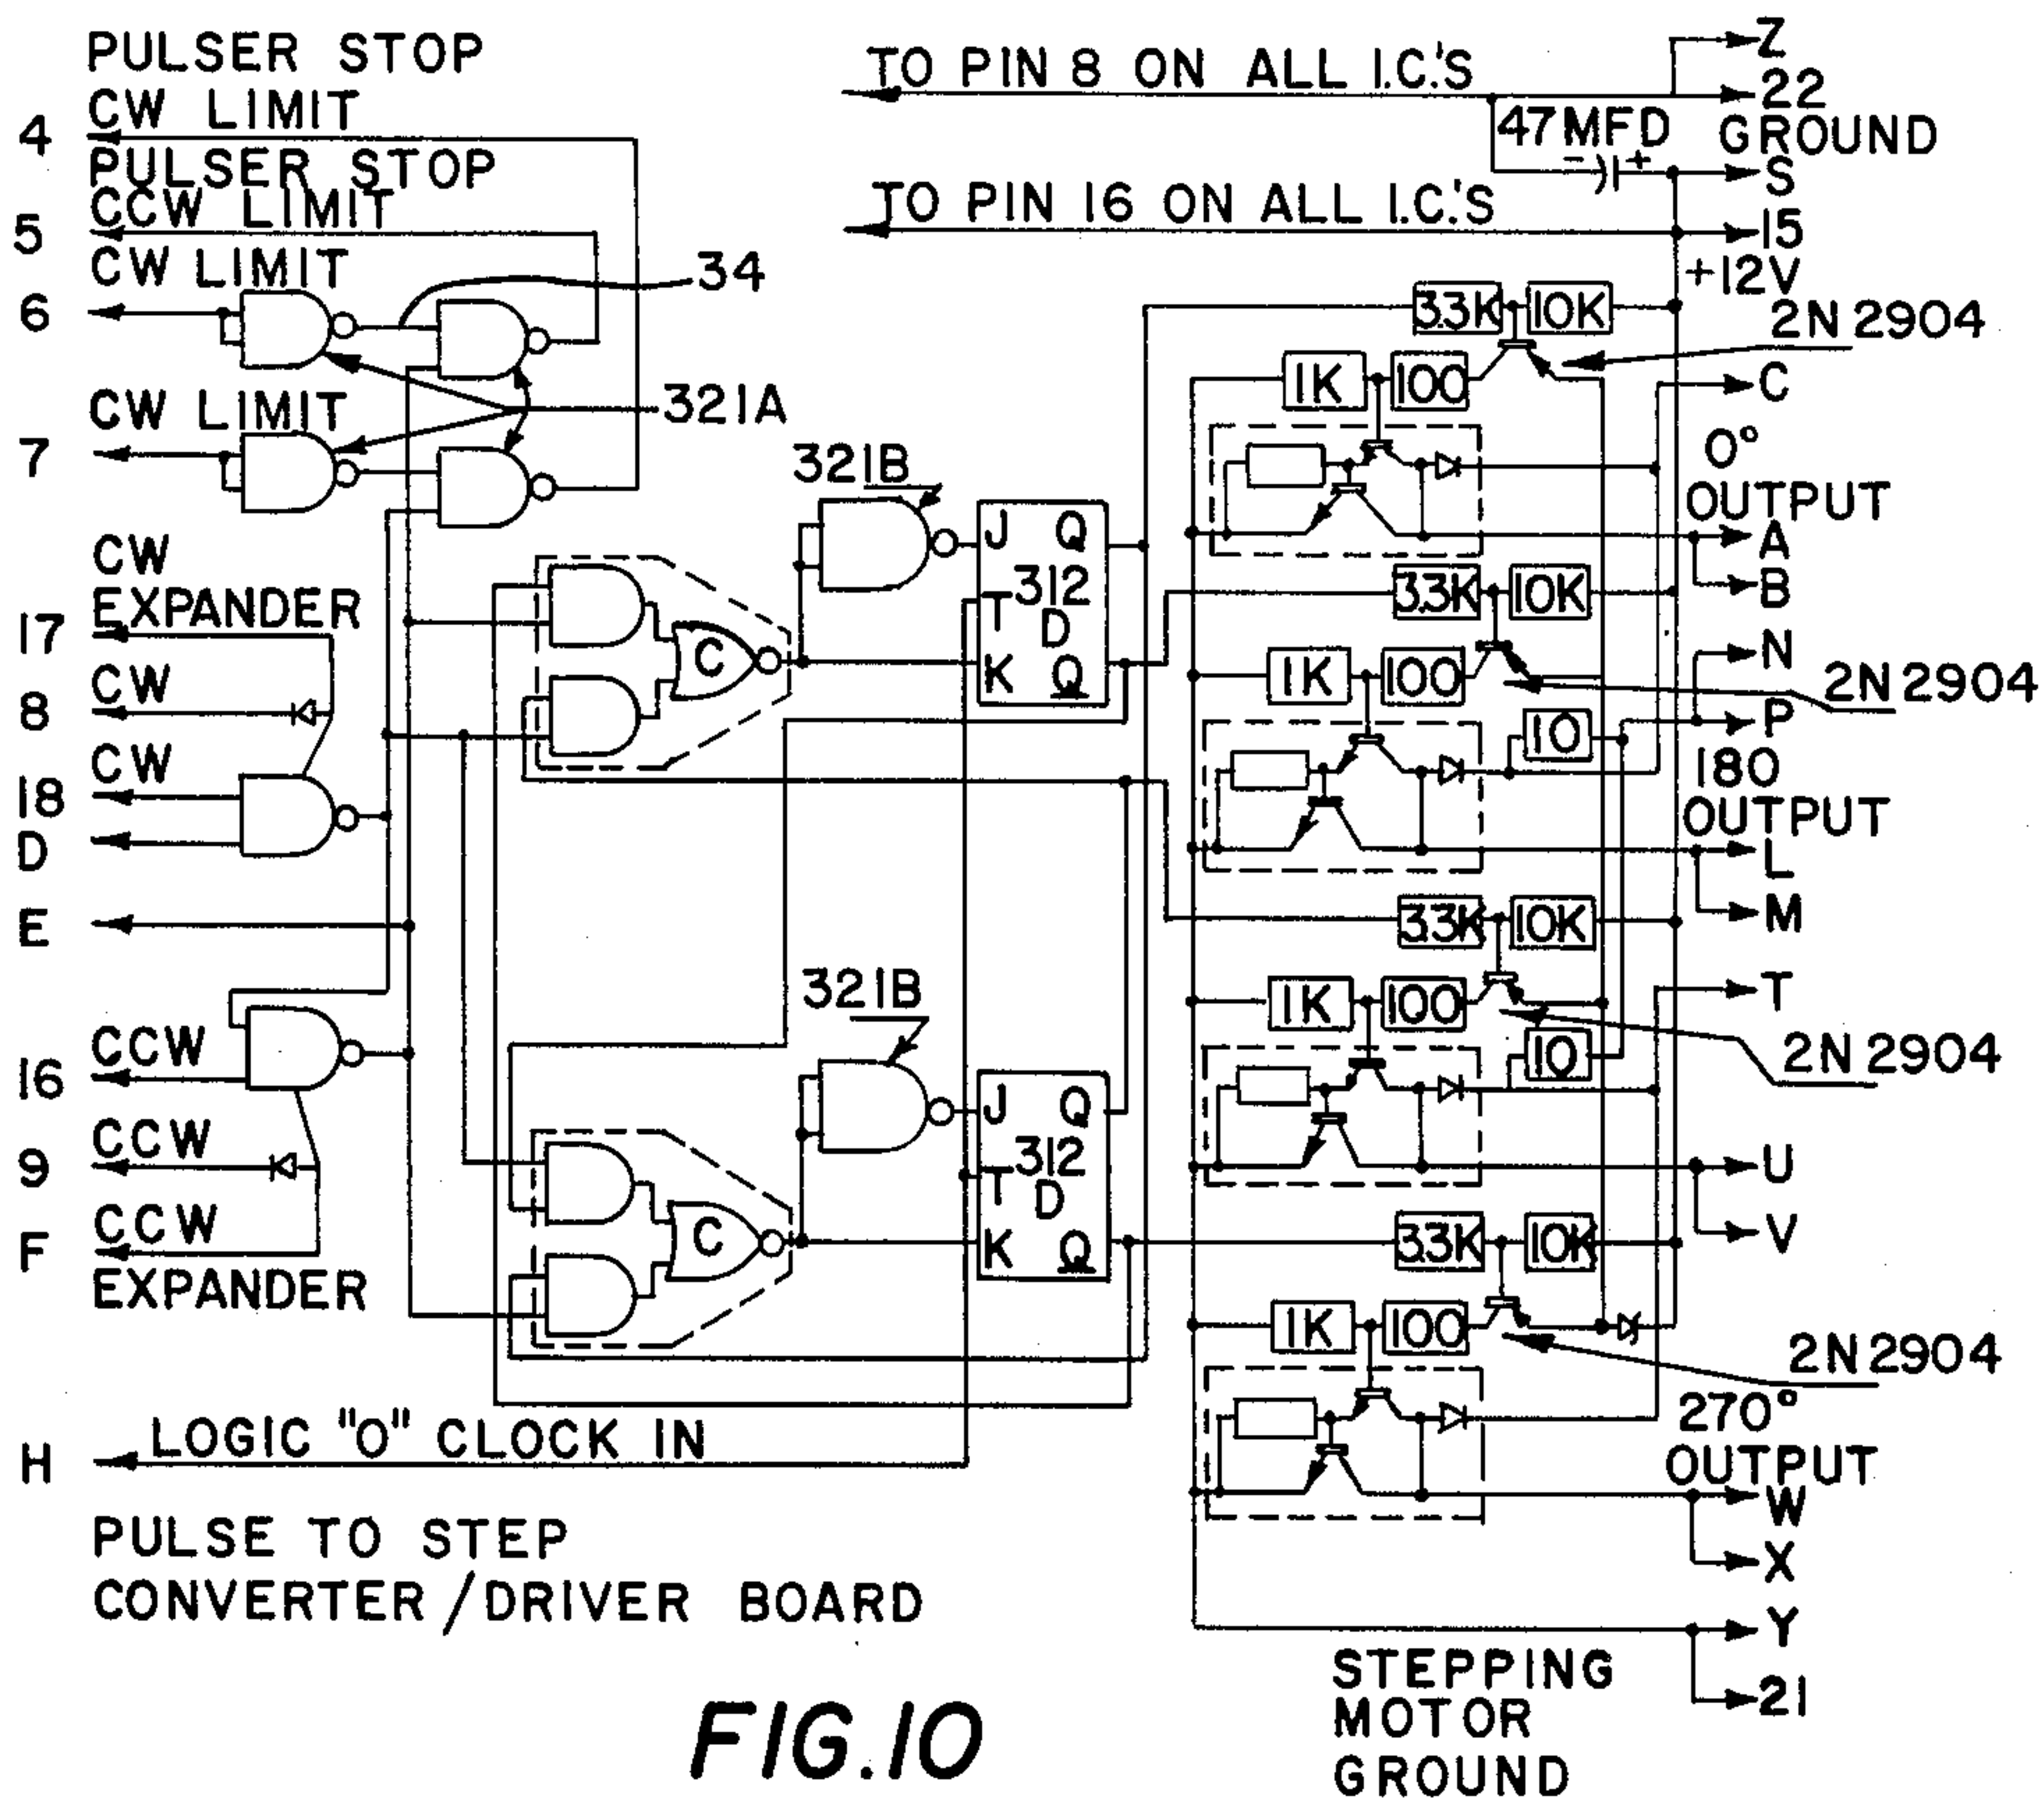 PULSER STOP
4 CW LIMIT
PULSER STOP
5 CCW LIMIT
6 CW LIMIT
34
321A
7 CW LIMIT
CW
17 EXPANDER
8 CW
18 CW
D
E
16 CCW
9 CCW
F CCW
EXPANDER
H LOGIC "O" CLOCK IN
PULSE TO STEP
CONVERTER/DRIVER BOARD
321B
C
J Q
312
T D
K Q
321B
C
J Q
312
T D
K Q
TO PIN 8 ON ALL I.C.'S
Z
22
GROUND
47MFD
- +
S
TO PIN 16 ON ALL I.C.'S
15
+12V
3.3K 10K
2N2904
1K 100
C
0°
OUTPUT
A
B
3.3K 10K
N
1K 100
2N2904
10
P
180
OUTPUT
L
M
3.3K 10K
1K 100
T
10
2N2904
U
V
3.3K 10K
1K 100
2N2904
270°
OUTPUT
W
X
Y
21
STEPPING
MOTOR
GROUND
FIG.10